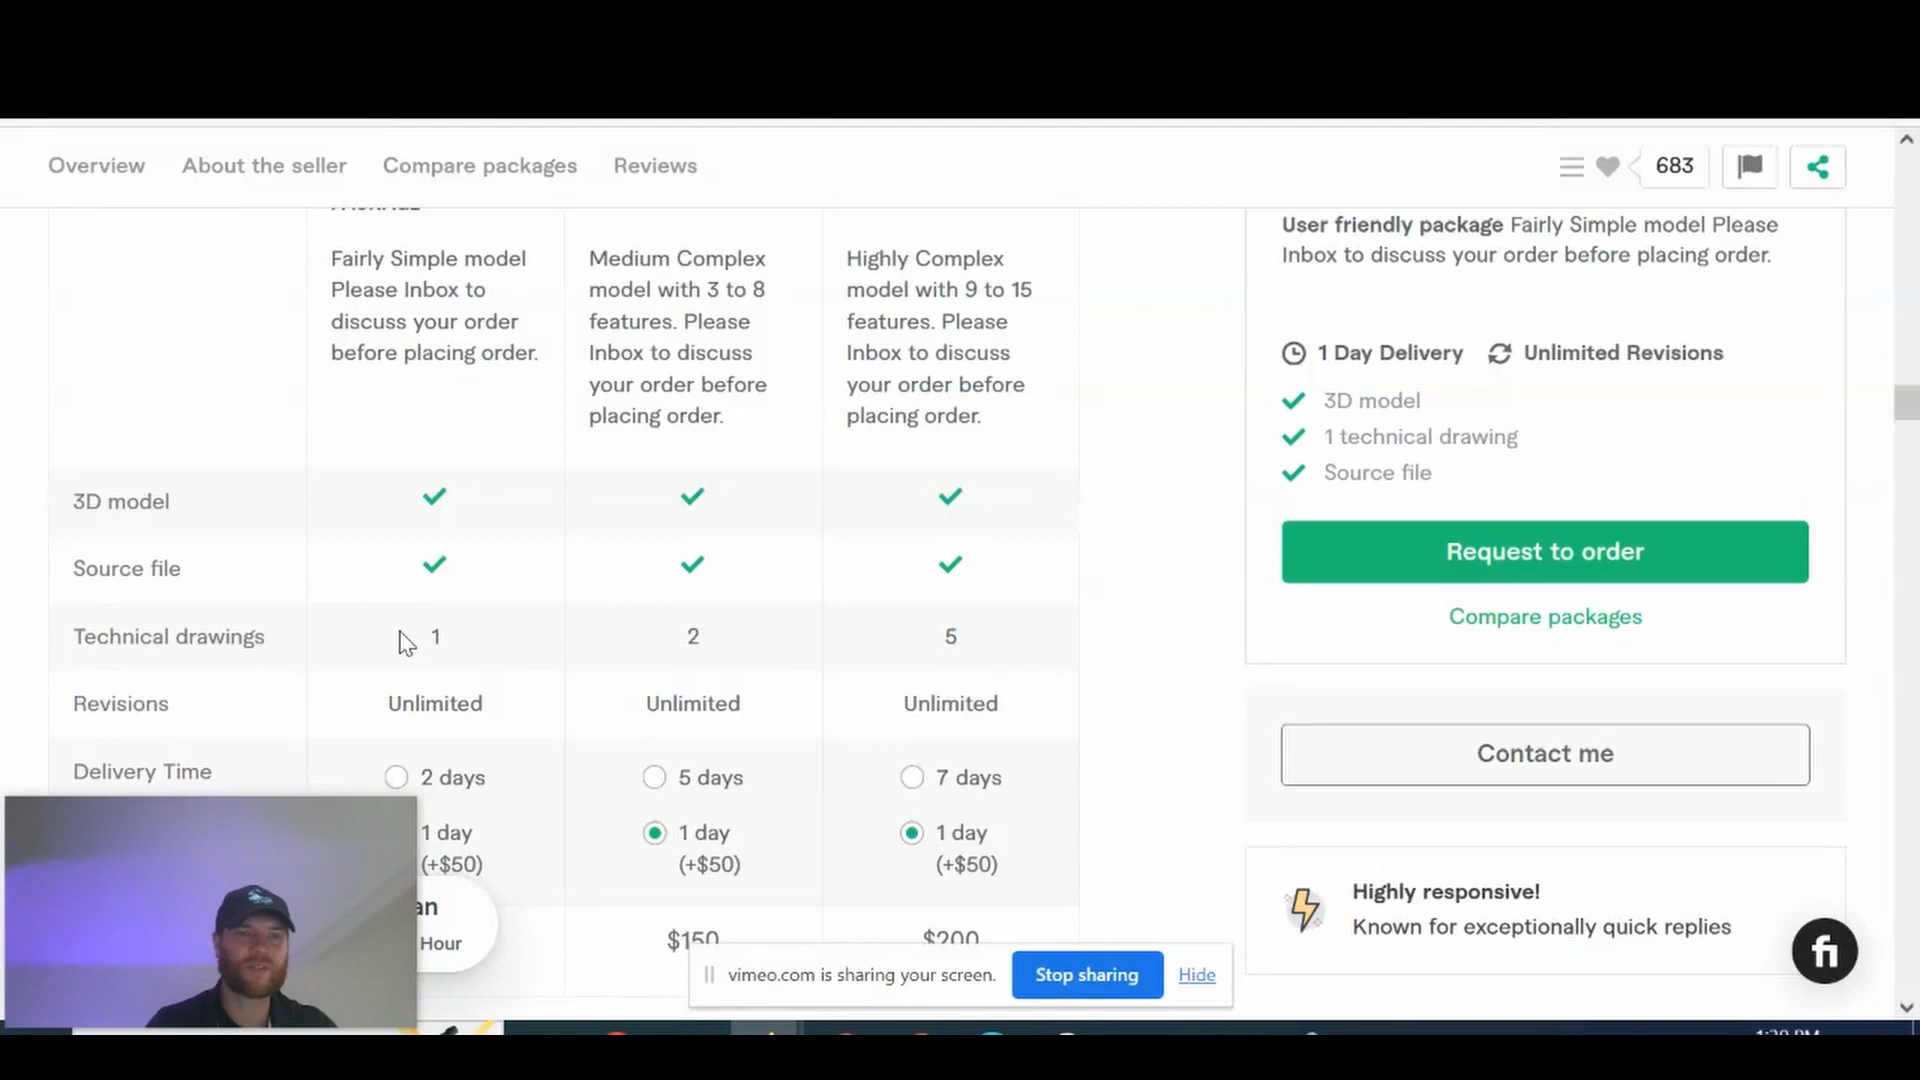 Overview About the seller Compare packages Reviews 683
User friendly package Fairly Simple model Please
Inbox to discuss your order before placing order.
Fairly Simple model
Please Inbox to
discuss your order
before placing order.
Medium Complex
model with 3 to 8
features. Please
Inbox to discuss
your order before
placing order.
Highly Complex
model with 9 to 15
features. Please
Inbox to discuss
your order before
placing order.
1 Day Delivery Unlimited Revisions
3D model
1 technical drawing
Source file
Request to order
Compare packages
3D model
Source file
Technical drawings 1 2 5
Revisions Unlimited Unlimited Unlimited
Delivery Time 2 days 5 days 7 days
1 day 1 day 1 day
(+$50) (+$50) (+$50)
$150 $200
Contact me
Highly responsive!
Known for exceptionally quick replies
an
Hour
vimeo.com is sharing your screen. Stop sharing Hide
fi